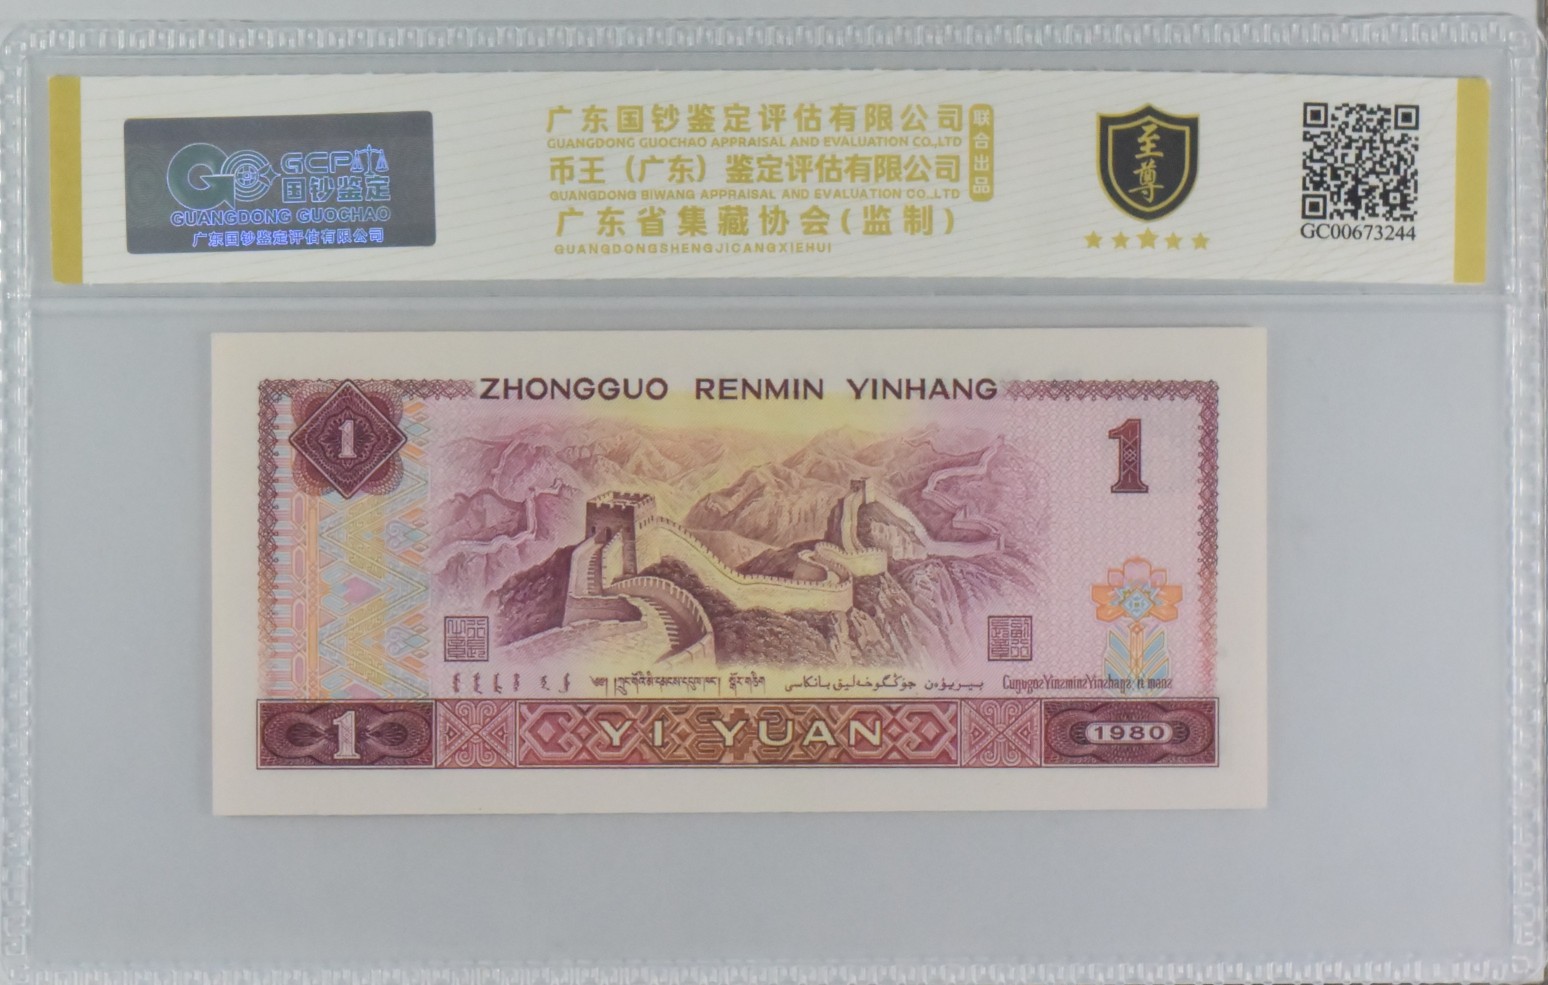 GCP
国钞鉴定
GUANGDONG GUOCHAO
广东国钞鉴定评估有限公司
广东国钞鉴定评估有限公司
GUANGDONG GUOCHAO APPRAISAL AND EVALUATION CO.,LTD
币王（广东）鉴定评估有限公司
GUANGDONG BIWANG APPRAISAL AND EVALUATION CO.,LTD
广东省集藏协会(监制)
GUANGDONGSHENGJICANGXIEHUI
联合出品
至尊
GC00673244
ZHONGGUO RENMIN YINHANG
1
1
1
YI YUAN
1980